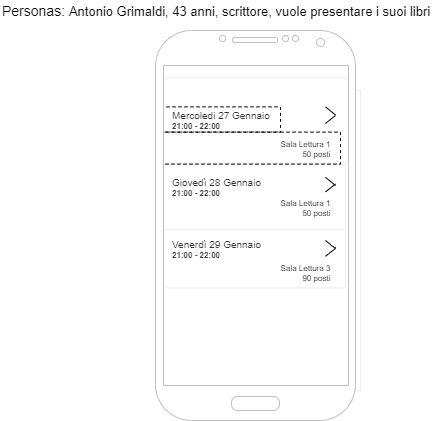 Personas: Antonio Grimaldi, 43 anni, scrittore, vuole presentare i suoi libri
Mercoledì 27 Gennaio
21:00 - 22:00
Sala Lettura 1
50 posti
Giovedì 28 Gennaio
21:00 - 22:00
Sala Lettura 1
50 posti
Venerdì 29 Gennaio
21:00 - 22:00
Sala Lettura 3
90 posti